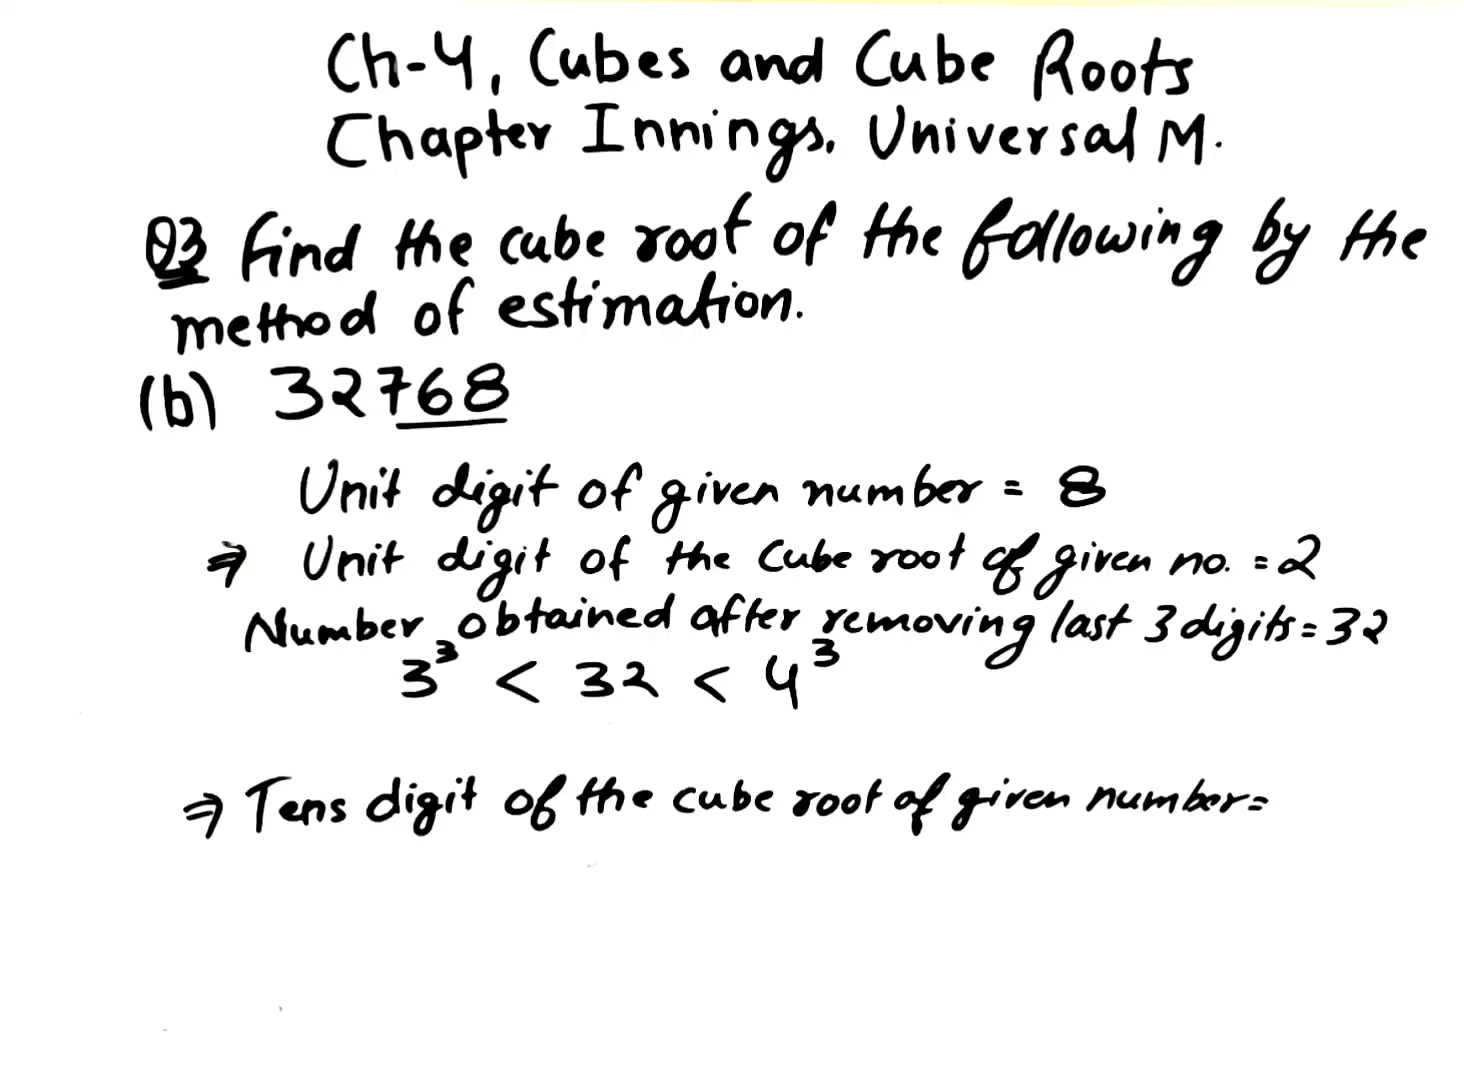 Ch-4, Cubes and Cube Roots
Chapter Innings. Universal M.
Q3 find the cube root of the following by the
method of estimation.
(b) 32768
Unit digit of given number = 8
⇒ Unit digit of the Cube root of given no. = 2
Number obtained after removing last 3 digits = 32
3³ < 32 < 4³
⇒ Tens digit of the cube root of given number=